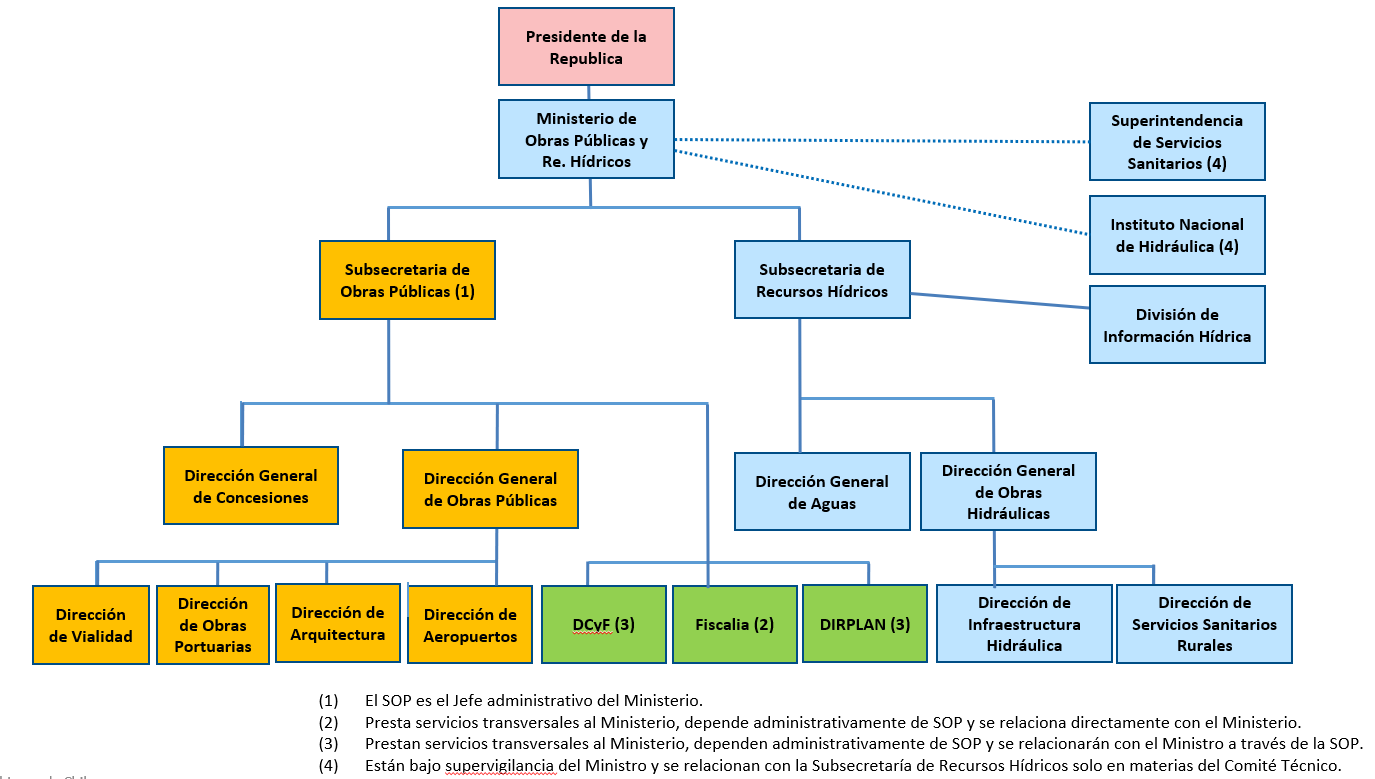 Presidente de la
Republica
Ministerio de
Obras Públicas y
Re. Hídricos
Superintendencia
de Servicios
Sanitarios (4)
Instituto Nacional
de Hidráulica (4)
Subsecretaria de
Obras Públicas (1)
Subsecretaria de
Recursos Hídricos
División de
Información Hídrica
Dirección General
de Concesiones
Dirección General
de Obras Públicas
Dirección General
de Aguas
Dirección General
de Obras
Hidráulicas
Dirección
de Vialidad
Dirección
de Obras
Portuarias
Dirección de
Arquitectura
Dirección de
Aeropuertos
DCyF (3)
Fiscalia (2)
DIRPLAN (3)
Dirección de
Infraestructura
Hidráulica
Dirección de
Servicios Sanitarios
Rurales
(1) El SOP es el Jefe administrativo del Ministerio.
(2) Presta servicios transversales al Ministerio, depende administrativamente de SOP y se relaciona directamente con el Ministerio.
(3) Prestan servicios transversales al Ministerio, dependen administrativamente de SOP y se relacionarán con el Ministro a través de la SOP.
(4) Están bajo supervigilancia del Ministro y se relacionan con la Subsecretaría de Recursos Hídricos solo en materias del Comité Técnico.